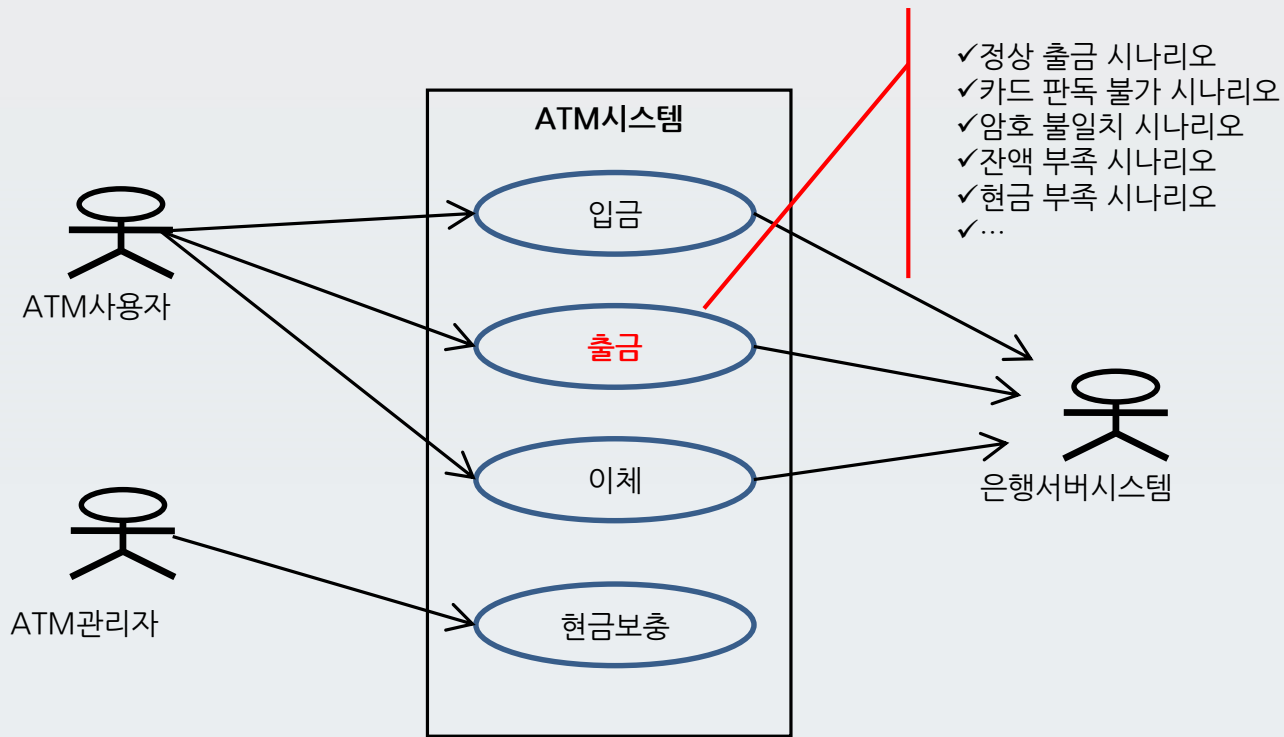 ✓정상 출금 시나리오
✓카드 판독 불가 시나리오
✓암호 불일치 시나리오
✓잔액 부족 시나리오
✓현금 부족 시나리오
✓…
ATM시스템
입금
ATM사용자
출금
이체
은행서버시스템
ATM관리자
현금보충